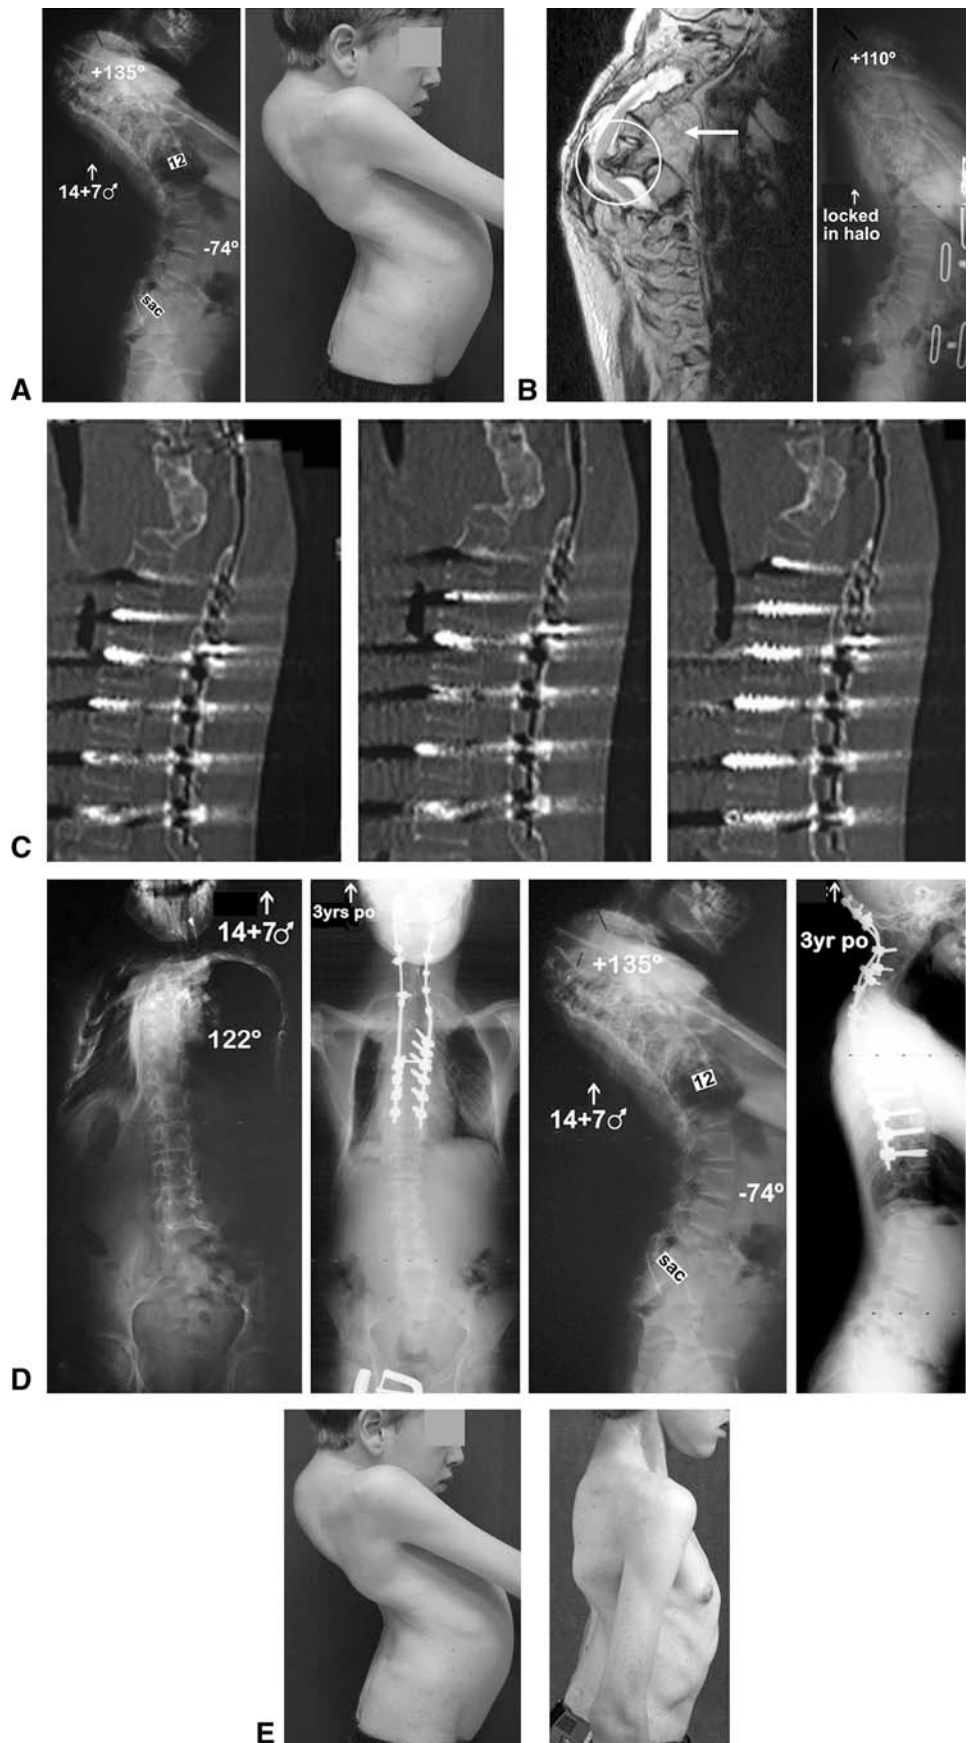 +135°
12
14+7♂
-74°
sac
A
+110°
locked
in halo
B
C
14+7♂
122°
3yrs po
+135°
12
14+7♂
-74°
sac
3yr po
D
E